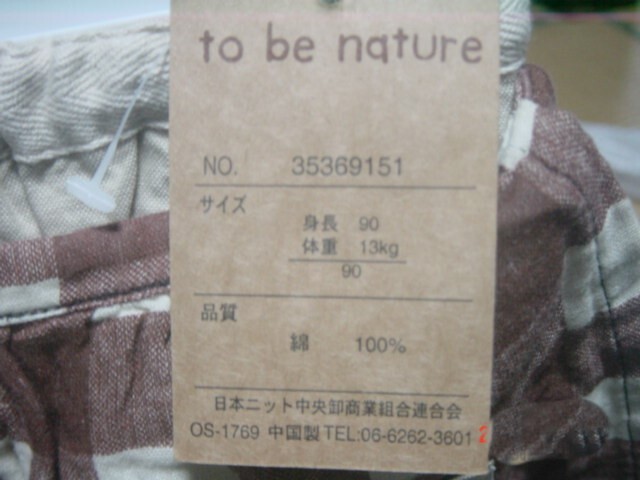 to be nature
NO. 35369151
サイズ
身長 90
体重 13kg
90
品質
綿 100%
日本ニット中央卸商業組合連合会
OS-1769 中国製 TEL:06-6262-3601 2